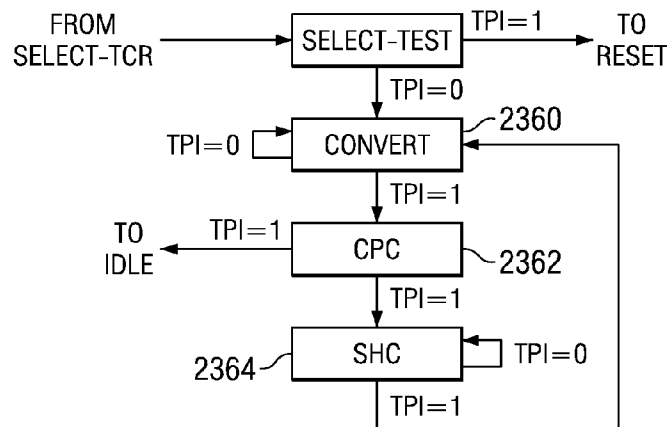 FROM
SELECT-TCR
SELECT-TEST
TPI=1
TO
RESET
TPI=0
2360
TPI=0
CONVERT
TPI=1
TO
IDLE
TPI=1
CPC
2362
TPI=1
2364
SHC
TPI=0
TPI=1